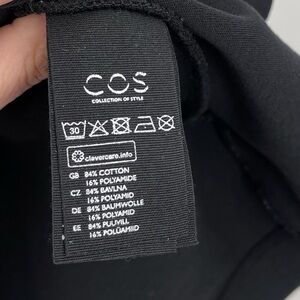 COS
COLLECTION OF STYLE
30
clevercare.info
GB 84% COTTON
16% POLYAMIDE
CZ 84% BAVLNA
16% POLYAMID
DE 84% BAUMWOLLE
16% POLYAMID
EE 84% PUUVILL
16% POLÜAMIID